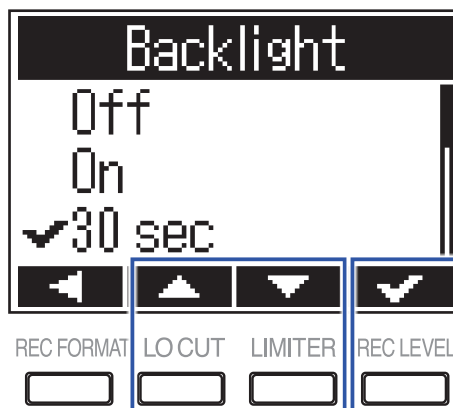 Backlight
Off
On
30 sec
REC FORMAT LO CUT LIMITER REC LEVEL